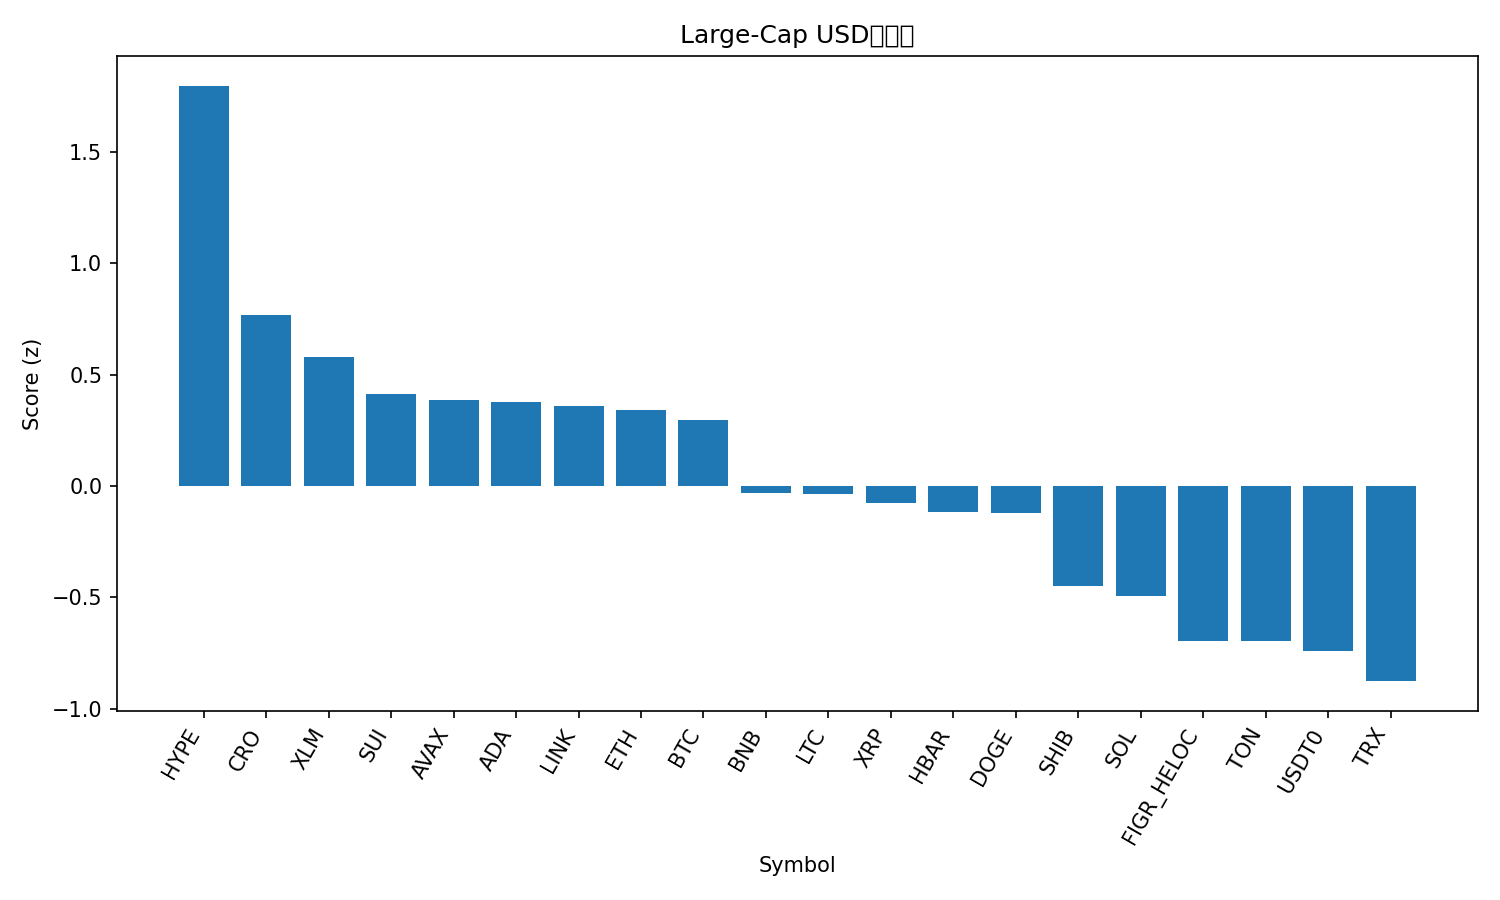 Large-Cap USD
Score (z)
1.5
1.0
0.5
0.0
−0.5
−1.0
HYPE
CRO
XLM
SUI
AVAX
ADA
LINK
ETH
BTC
BNB
LTC
XRP
HBAR
DOGE
SHIB
SOL
FIGR_HELOC
TON
USDT0
TRX
Symbol